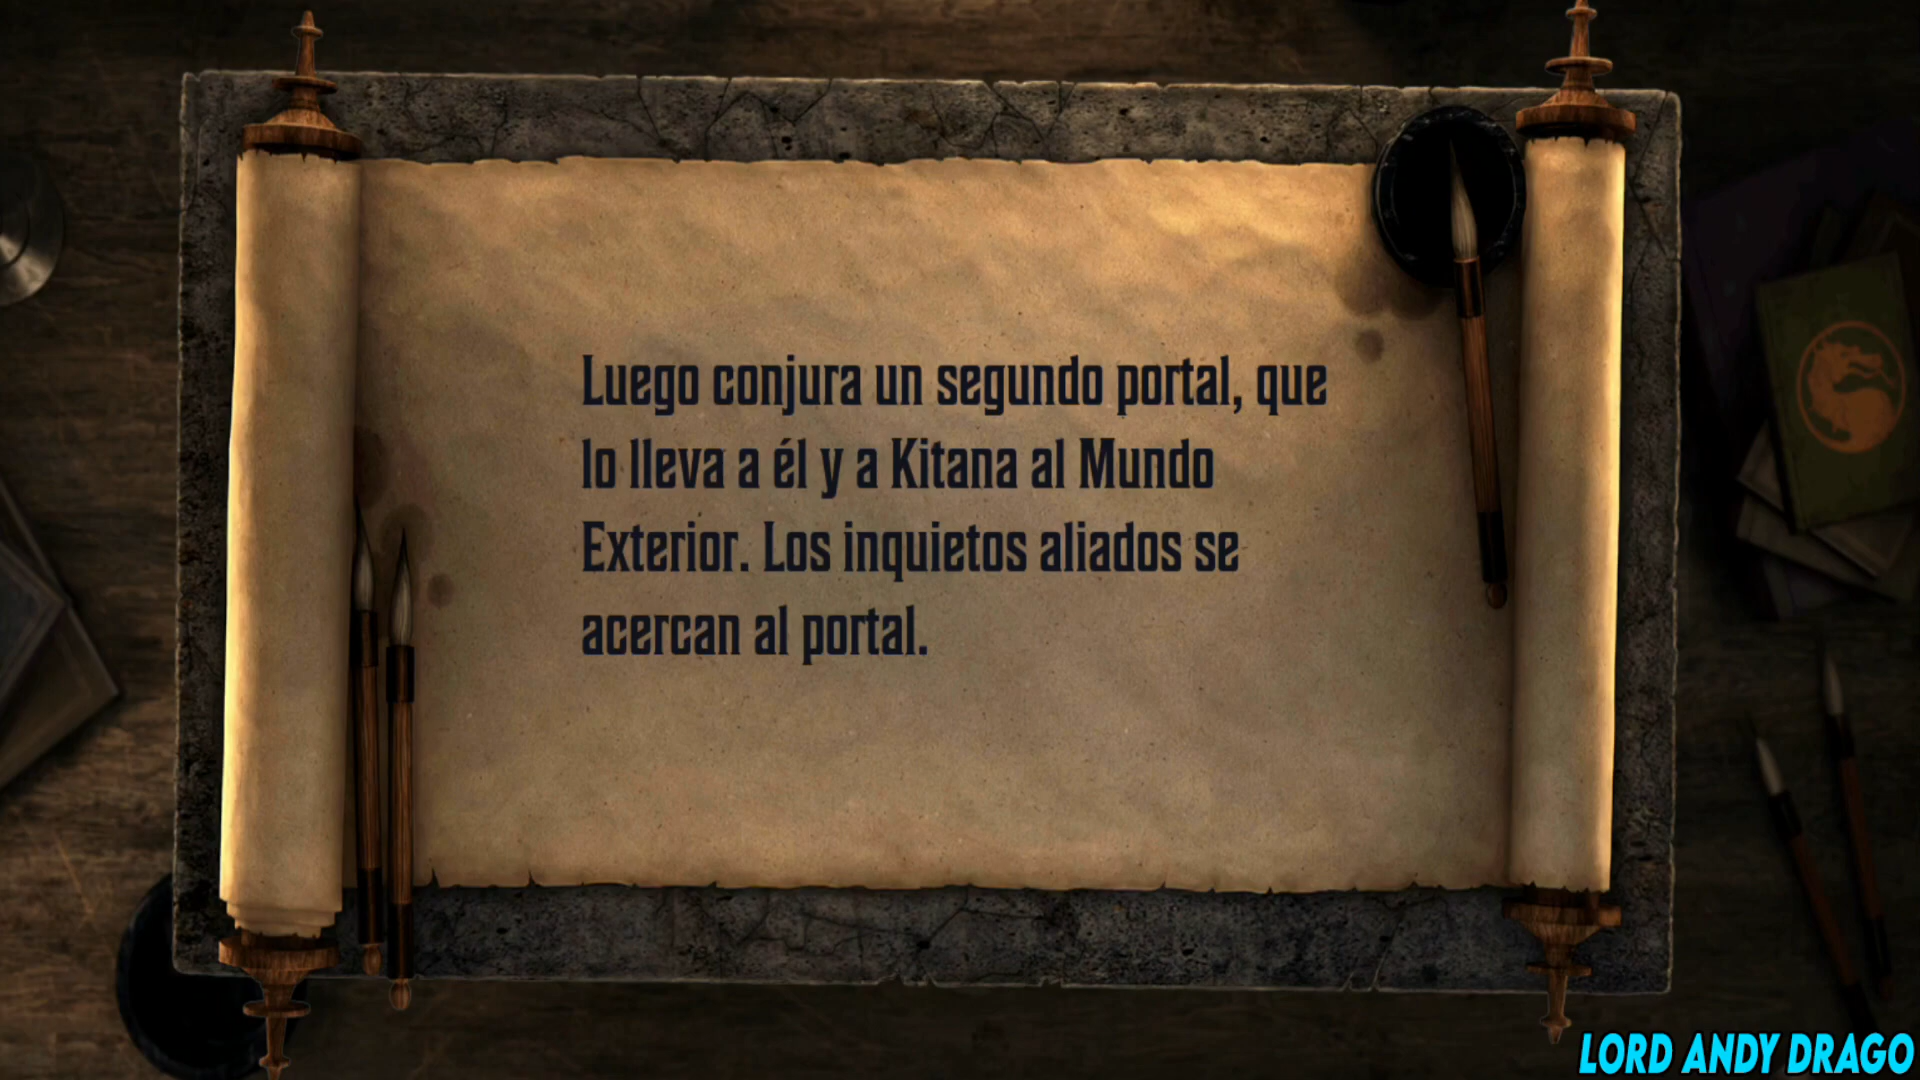 Luego conjura un segundo portal, que
lo lleva a él y a Kitana al Mundo
Exterior. Los inquietos aliados se
acercan al portal.
LORD ANDY DRAGO